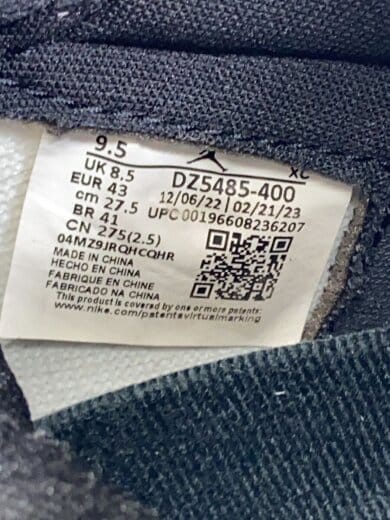 9.5
XC
UK 8.5
EUR 43
cm 27.5
BR 41
CN 275(2.5)
04MZ9JRQHCQHR
DZ5485-400
12/06/22 | 02/21/23
UPC 00196608236207
MADE IN CHINA
HECHO EN CHINA
FABRIQUE EN CHINE
FABRICADO NA CHINA
This product is covered by one or more patents:
www.nike.com/patentsvirtualmarking